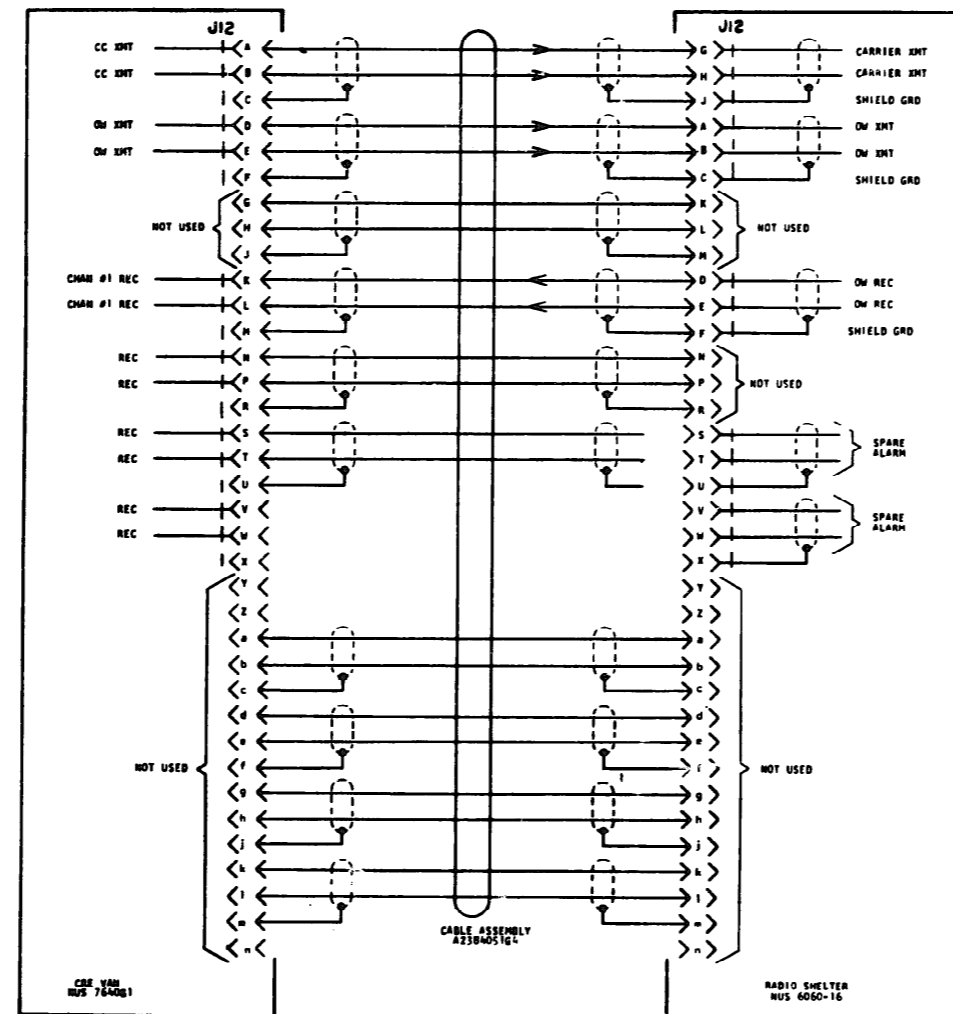 J12 J12
CC XMT A G CARRIER XMT
CC XMT B H CARRIER XMT
C J SHIELD GRD
OW XMT D A OW XMT
OW XMT E B OW XMT
F C SHIELD GRD
G K
NOT USED H L NOT USED
J M
CHAN #1 REC K D OW REC
CHAN #1 REC L E OW REC
M F SHIELD GRD
REC N N
REC P P NOT USED
R R
REC S S SPARE
REC T T ALARM
U U
REC V V SPARE
REC W W ALARM
X X
Y Y
Z Z
a a
b b
c c
d d
e e
NOT USED f f NOT USED
g g
h h
j j
k k
l l
m m
n n
CABLE ASSEMBLY
CRE VAN
RADIO SHELTER
NUS 6060-16